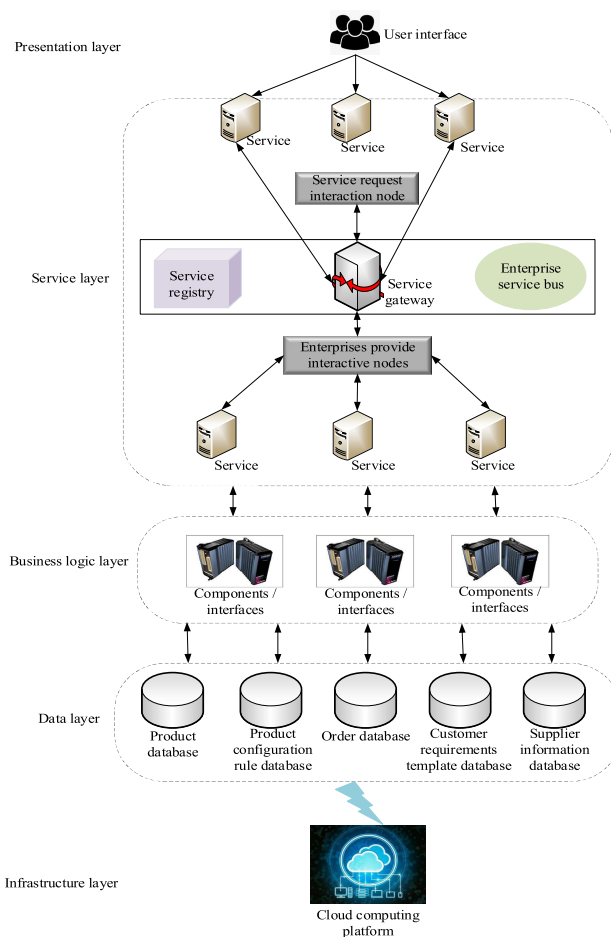 User interface
Presentation layer
Service
Service
Service
Service request
interaction node
Service layer
Service
registry
Service
gateway
Enterprise
service bus
Enterprises provide
interactive nodes
Service
Service
Service
Business logic layer
Components /
interfaces
Components /
interfaces
Components /
interfaces
Data layer
Product
database
Product
configuration
rule database
Order database
Customer
requirements
template database
Supplier
information
database
Infrastructure layer
Cloud computing
platform